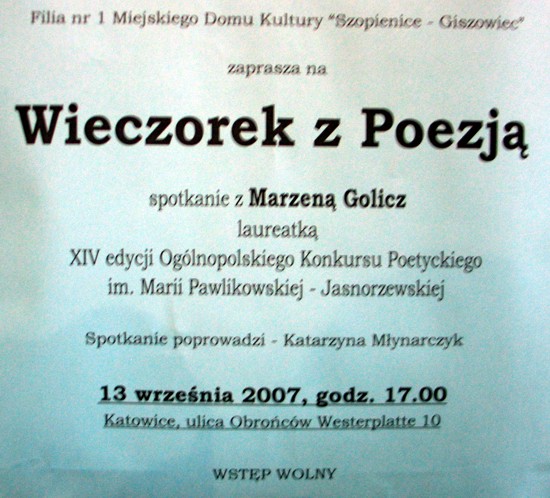 Filia nr 1 Miejskiego Domu Kultury "Szopienice - Giszowiec"
zaprasza na
Wieczorek z Poezją
spotkanie z Marzeną Golicz
laureatką
XIV edycji Ogólnopolskiego Konkursu Poetyckiego
im. Marii Pawlikowskiej - Jasnorzewskiej
Spotkanie poprowadzi - Katarzyna Młynarczyk
13 września 2007, godz. 17.00
Katowice, ulica Obrońców Westerplatte 10
WSTĘP WOLNY